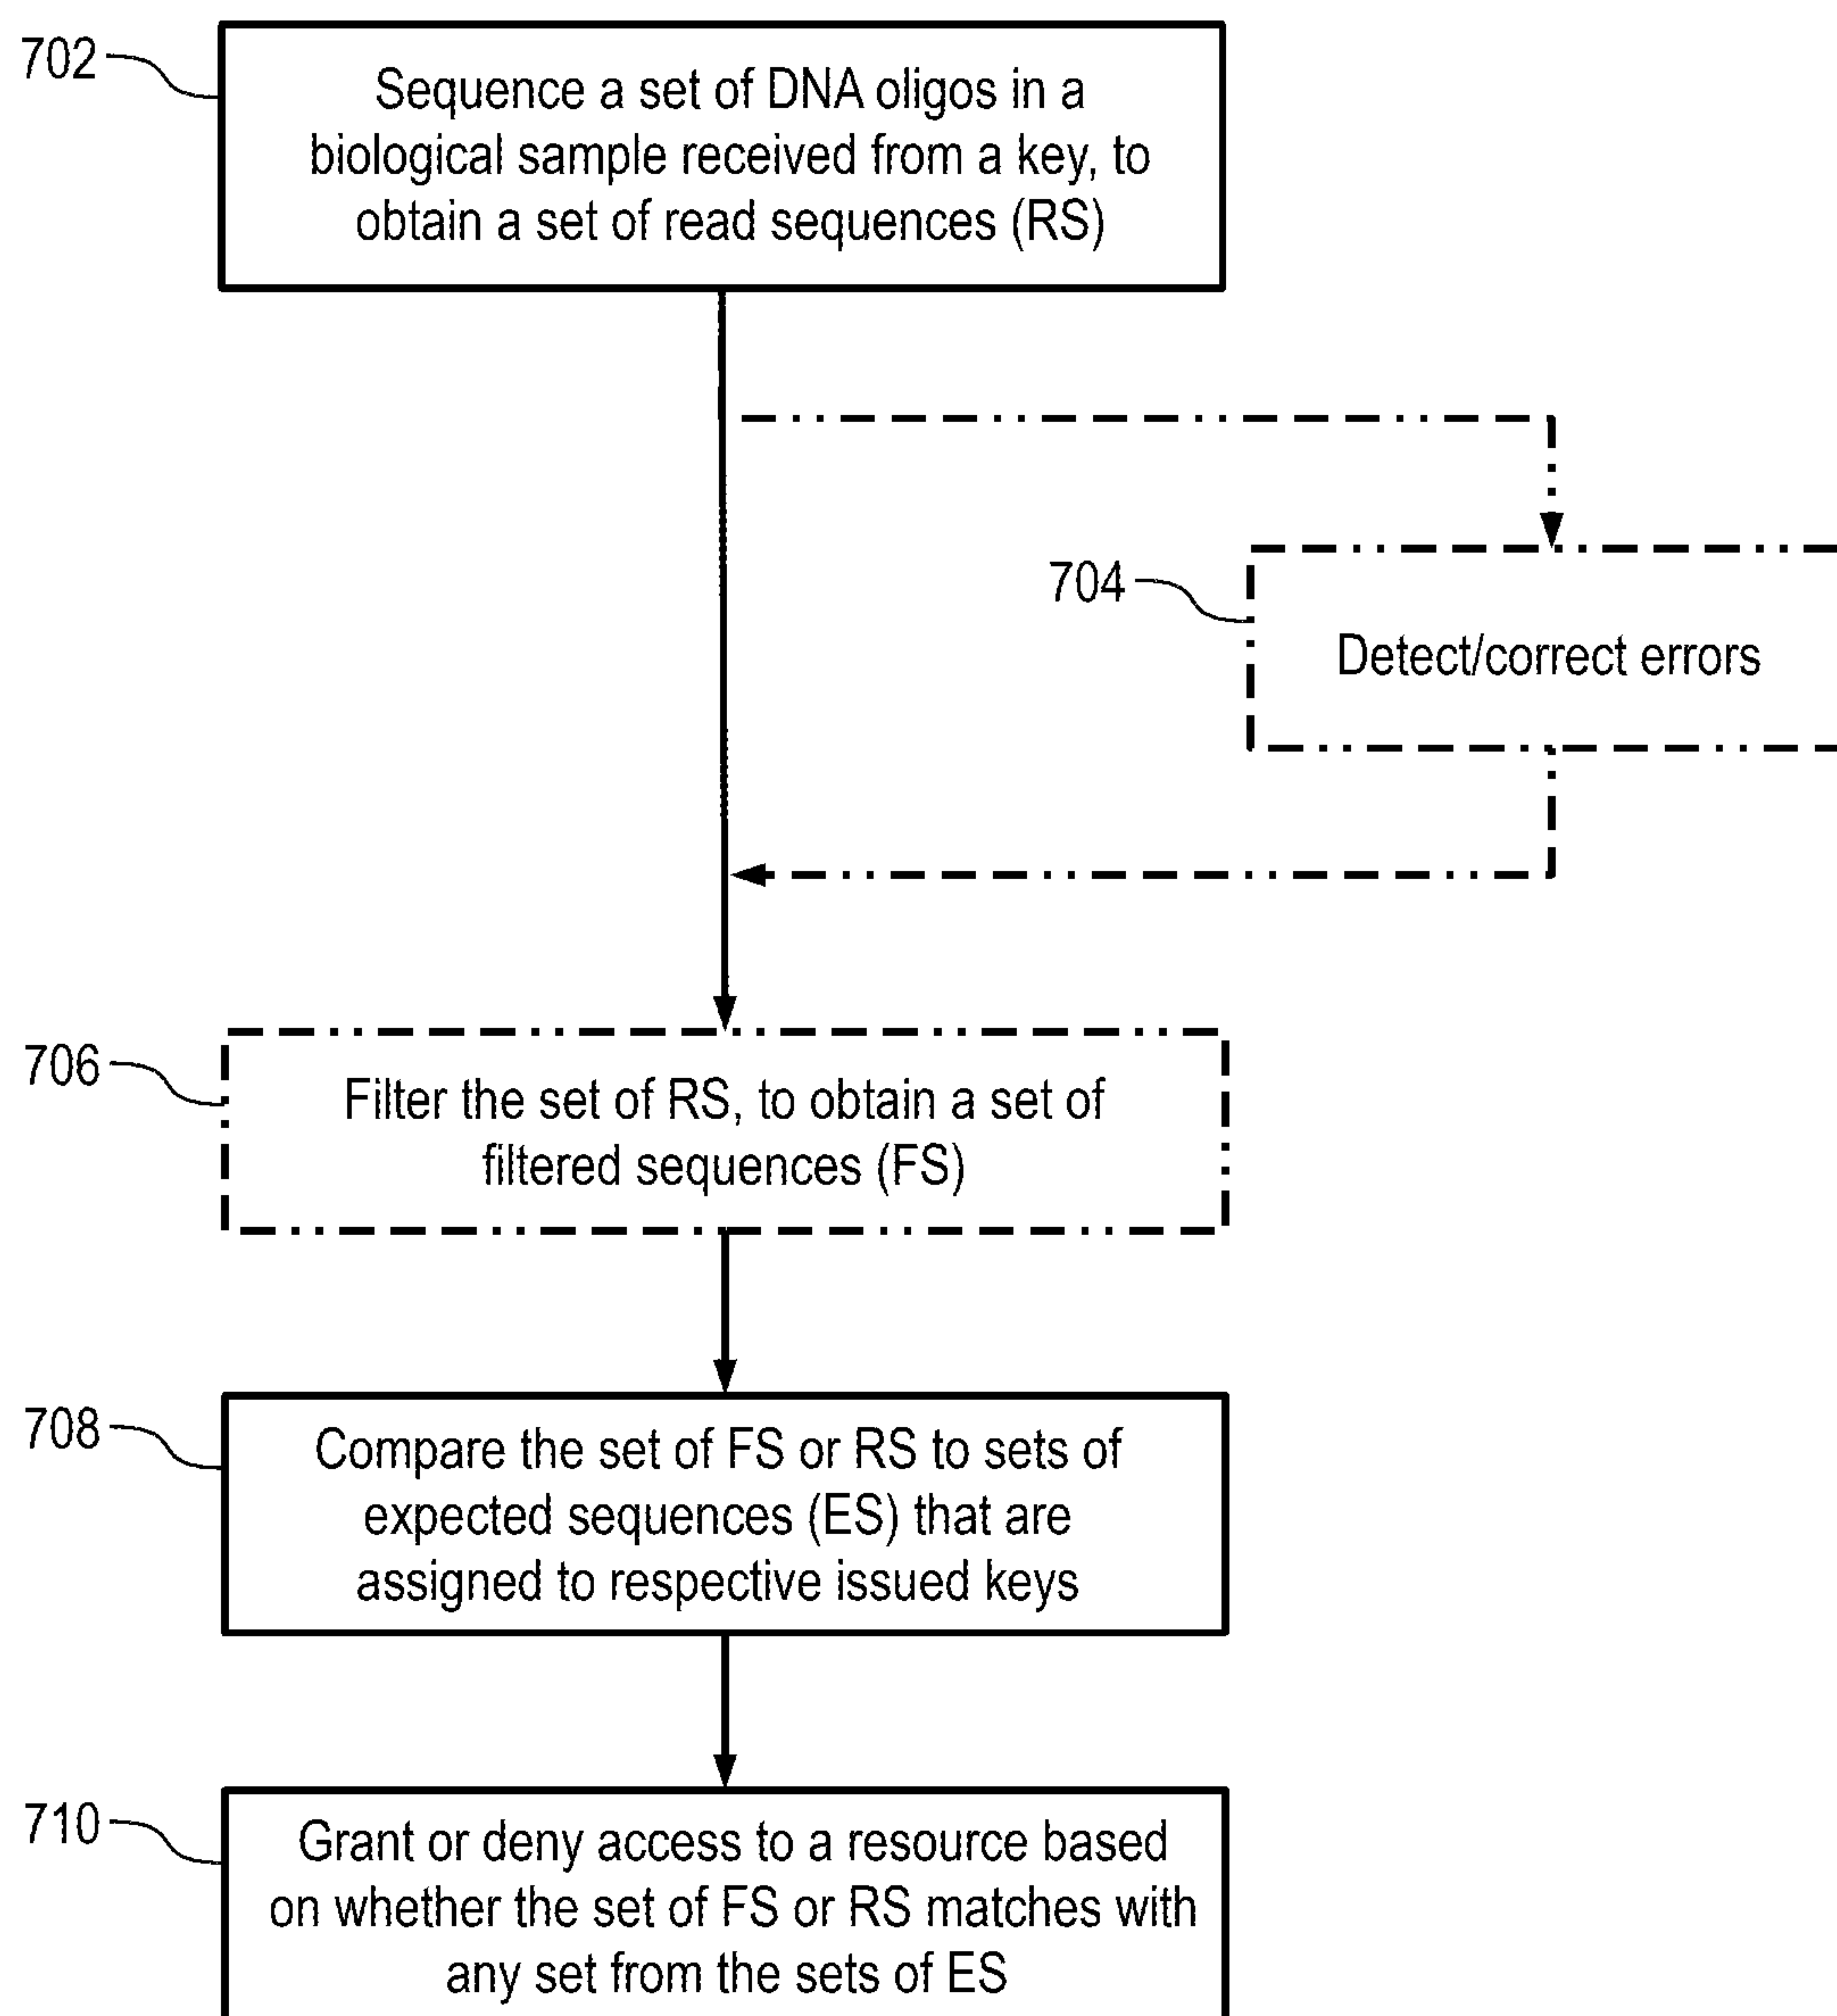 702
Sequence a set of DNA oligos in a
biological sample received from a key, to
obtain a set of read sequences (RS)
704
Detect/correct errors
706
Filter the set of RS, to obtain a set of
filtered sequences (FS)
708
Compare the set of FS or RS to sets of
expected sequences (ES) that are
assigned to respective issued keys
710
Grant or deny access to a resource based
on whether the set of FS or RS matches with
any set from the sets of ES